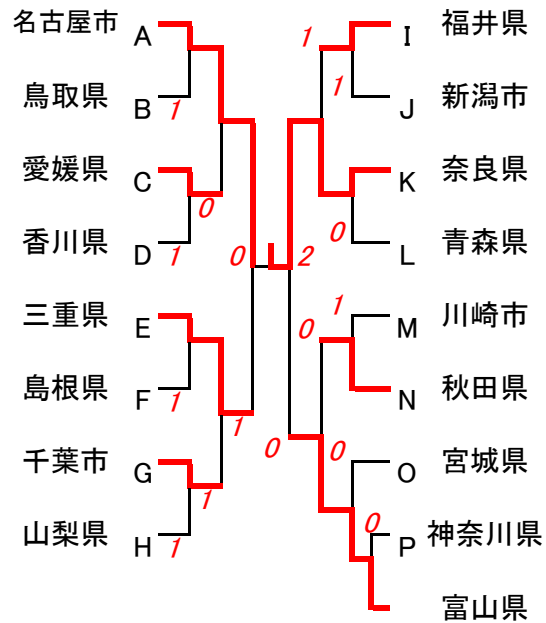 名古屋市 A
鳥取県 B 1
愛媛県 C
0
香川県 D 1
0
三重県 E
島根県 F 1
1
千葉市 G
1
山梨県 H 1
I 福井県
1
1 J 新潟市
K 奈良県
0 L 青森県
2
1 M 川崎市
0
N 秋田県
0 0
O 宮城県
0 P 神奈川県
富山県